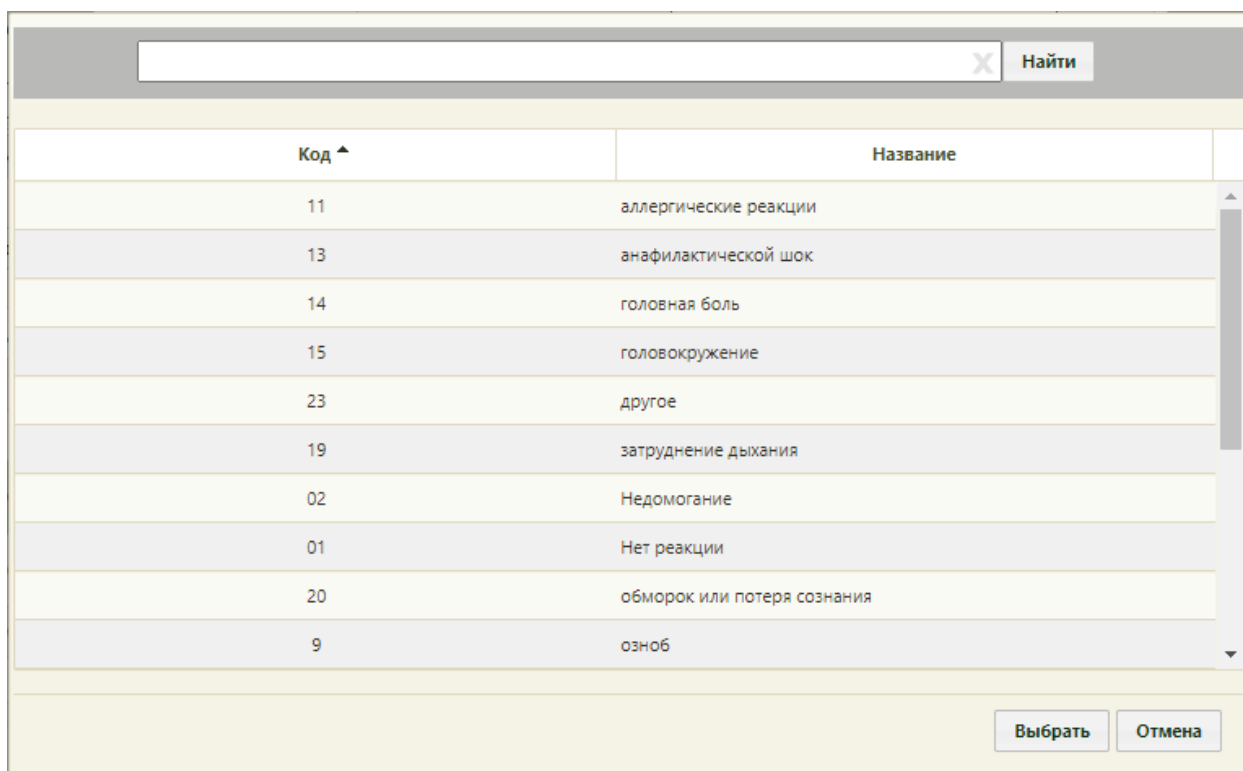 Найти
Код Название
11 аллергические реакции
13 анафилактической шок
14 головная боль
15 головокружение
23 другое
19 затруднение дыхания
02 Недомогание
01 Нет реакции
20 обморок или потеря сознания
9 озноб
Выбрать Отмена